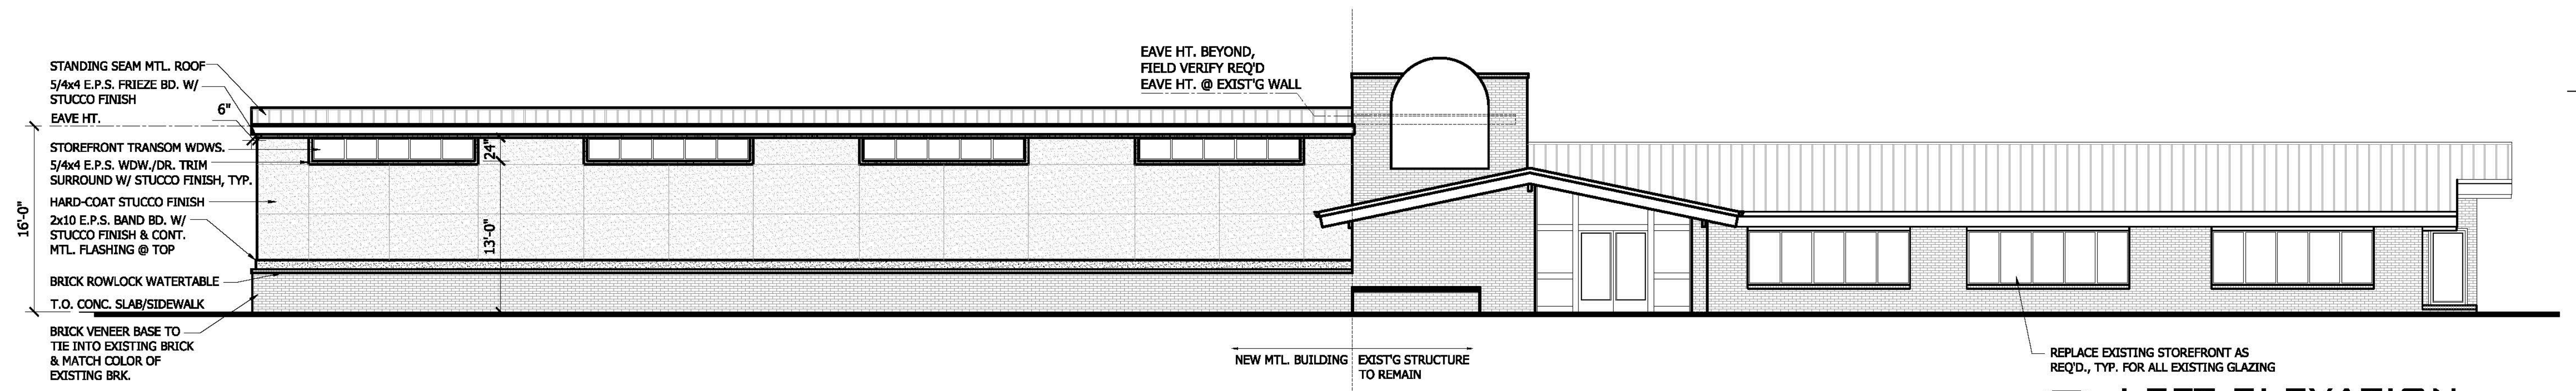 STANDING SEAM MTL. ROOF
5/4x4 E.P.S. FRIEZE BD. W/
STUCCO FINISH
6"
EAVE HT.
STOREFRONT TRANSOM WDWS.
5/4x4 E.P.S. WDW./DR. TRIM
SURROUND W/ STUCCO FINISH, TYP.
HARD-COAT STUCCO FINISH
2x10 E.P.S. BAND BD. W/
STUCCO FINISH & CONT.
MTL. FLASHING @ TOP
BRICK ROWLOCK WATERTABLE
T.O. CONC. SLAB/SIDEWALK
BRICK VENEER BASE TO
TIE INTO EXISTING BRICK
& MATCH COLOR OF
EXISTING BRK.
16'-0"
24"
13'-0"
EAVE HT. BEYOND,
FIELD VERIFY REQ'D
EAVE HT. @ EXIST'G WALL
NEW MTL. BUILDING
EXIST'G STRUCTURE
TO REMAIN
REPLACE EXISTING STOREFRONT AS
REQ'D., TYP. FOR ALL EXISTING GLAZING
LEFT ELEVATION